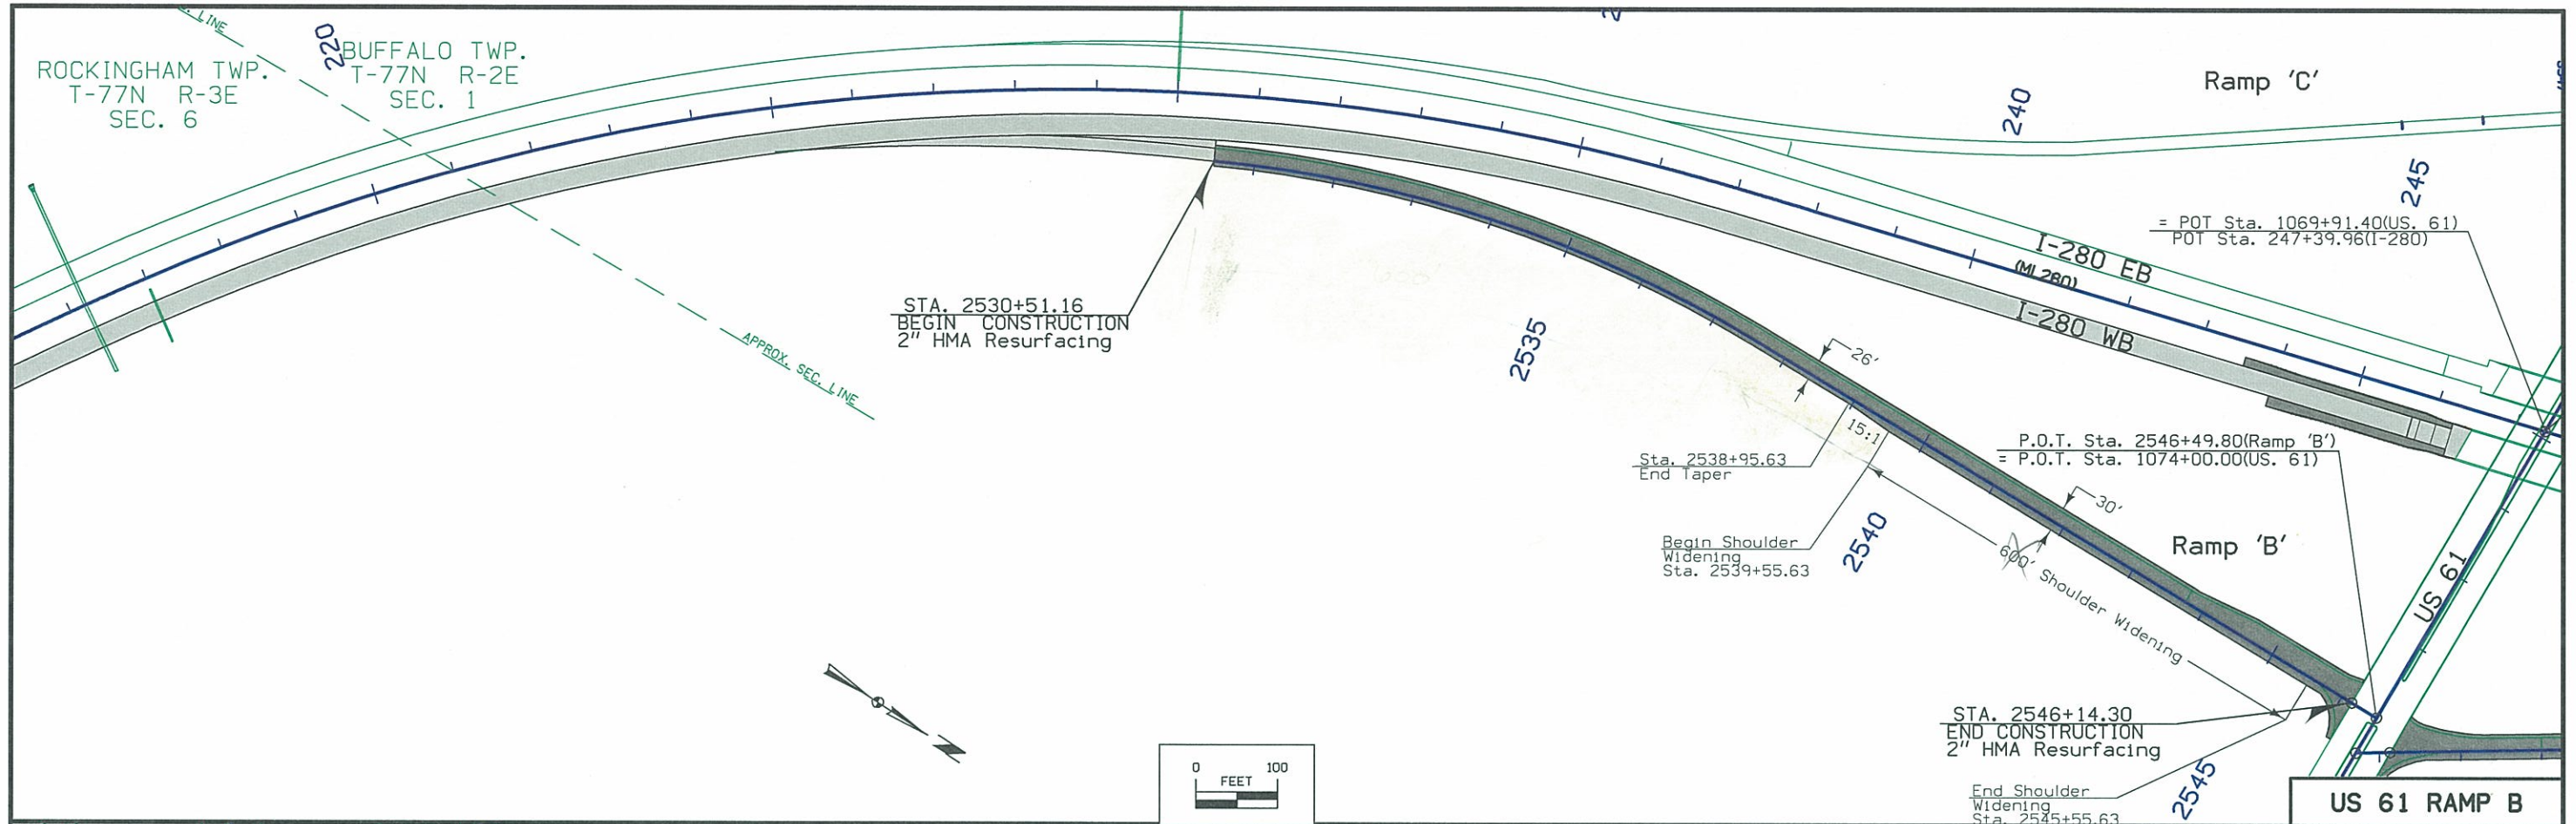 . LINE
ROCKINGHAM TWP.
T-77N R-3E
SEC. 6
220
BUFFALO TWP.
T-77N R-2E
SEC. 1
Ramp 'C'
240
245
= POT Sta. 1069+91.40(US. 61)
POT Sta. 247+39.96(I-280)
I-280 EB
(ML280)
I-280 WB
STA. 2530+51.16
BEGIN CONSTRUCTION
2" HMA Resurfacing
APPROX. SEC. LINE
2535
26'
15:1
Sta. 2538+95.63
End Taper
P.O.T. Sta. 2546+49.80(Ramp 'B')
= P.O.T. Sta. 1074+00.00(US. 61)
30'
Begin Shoulder
Widening
Sta. 2539+55.63
2540
600' Shoulder Widening
Ramp 'B'
US 61
STA. 2546+14.30
END CONSTRUCTION
2" HMA Resurfacing
End Shoulder
Widening
Sta. 2545+55.63
2545
0 100
FEET
N
US 61 RAMP B